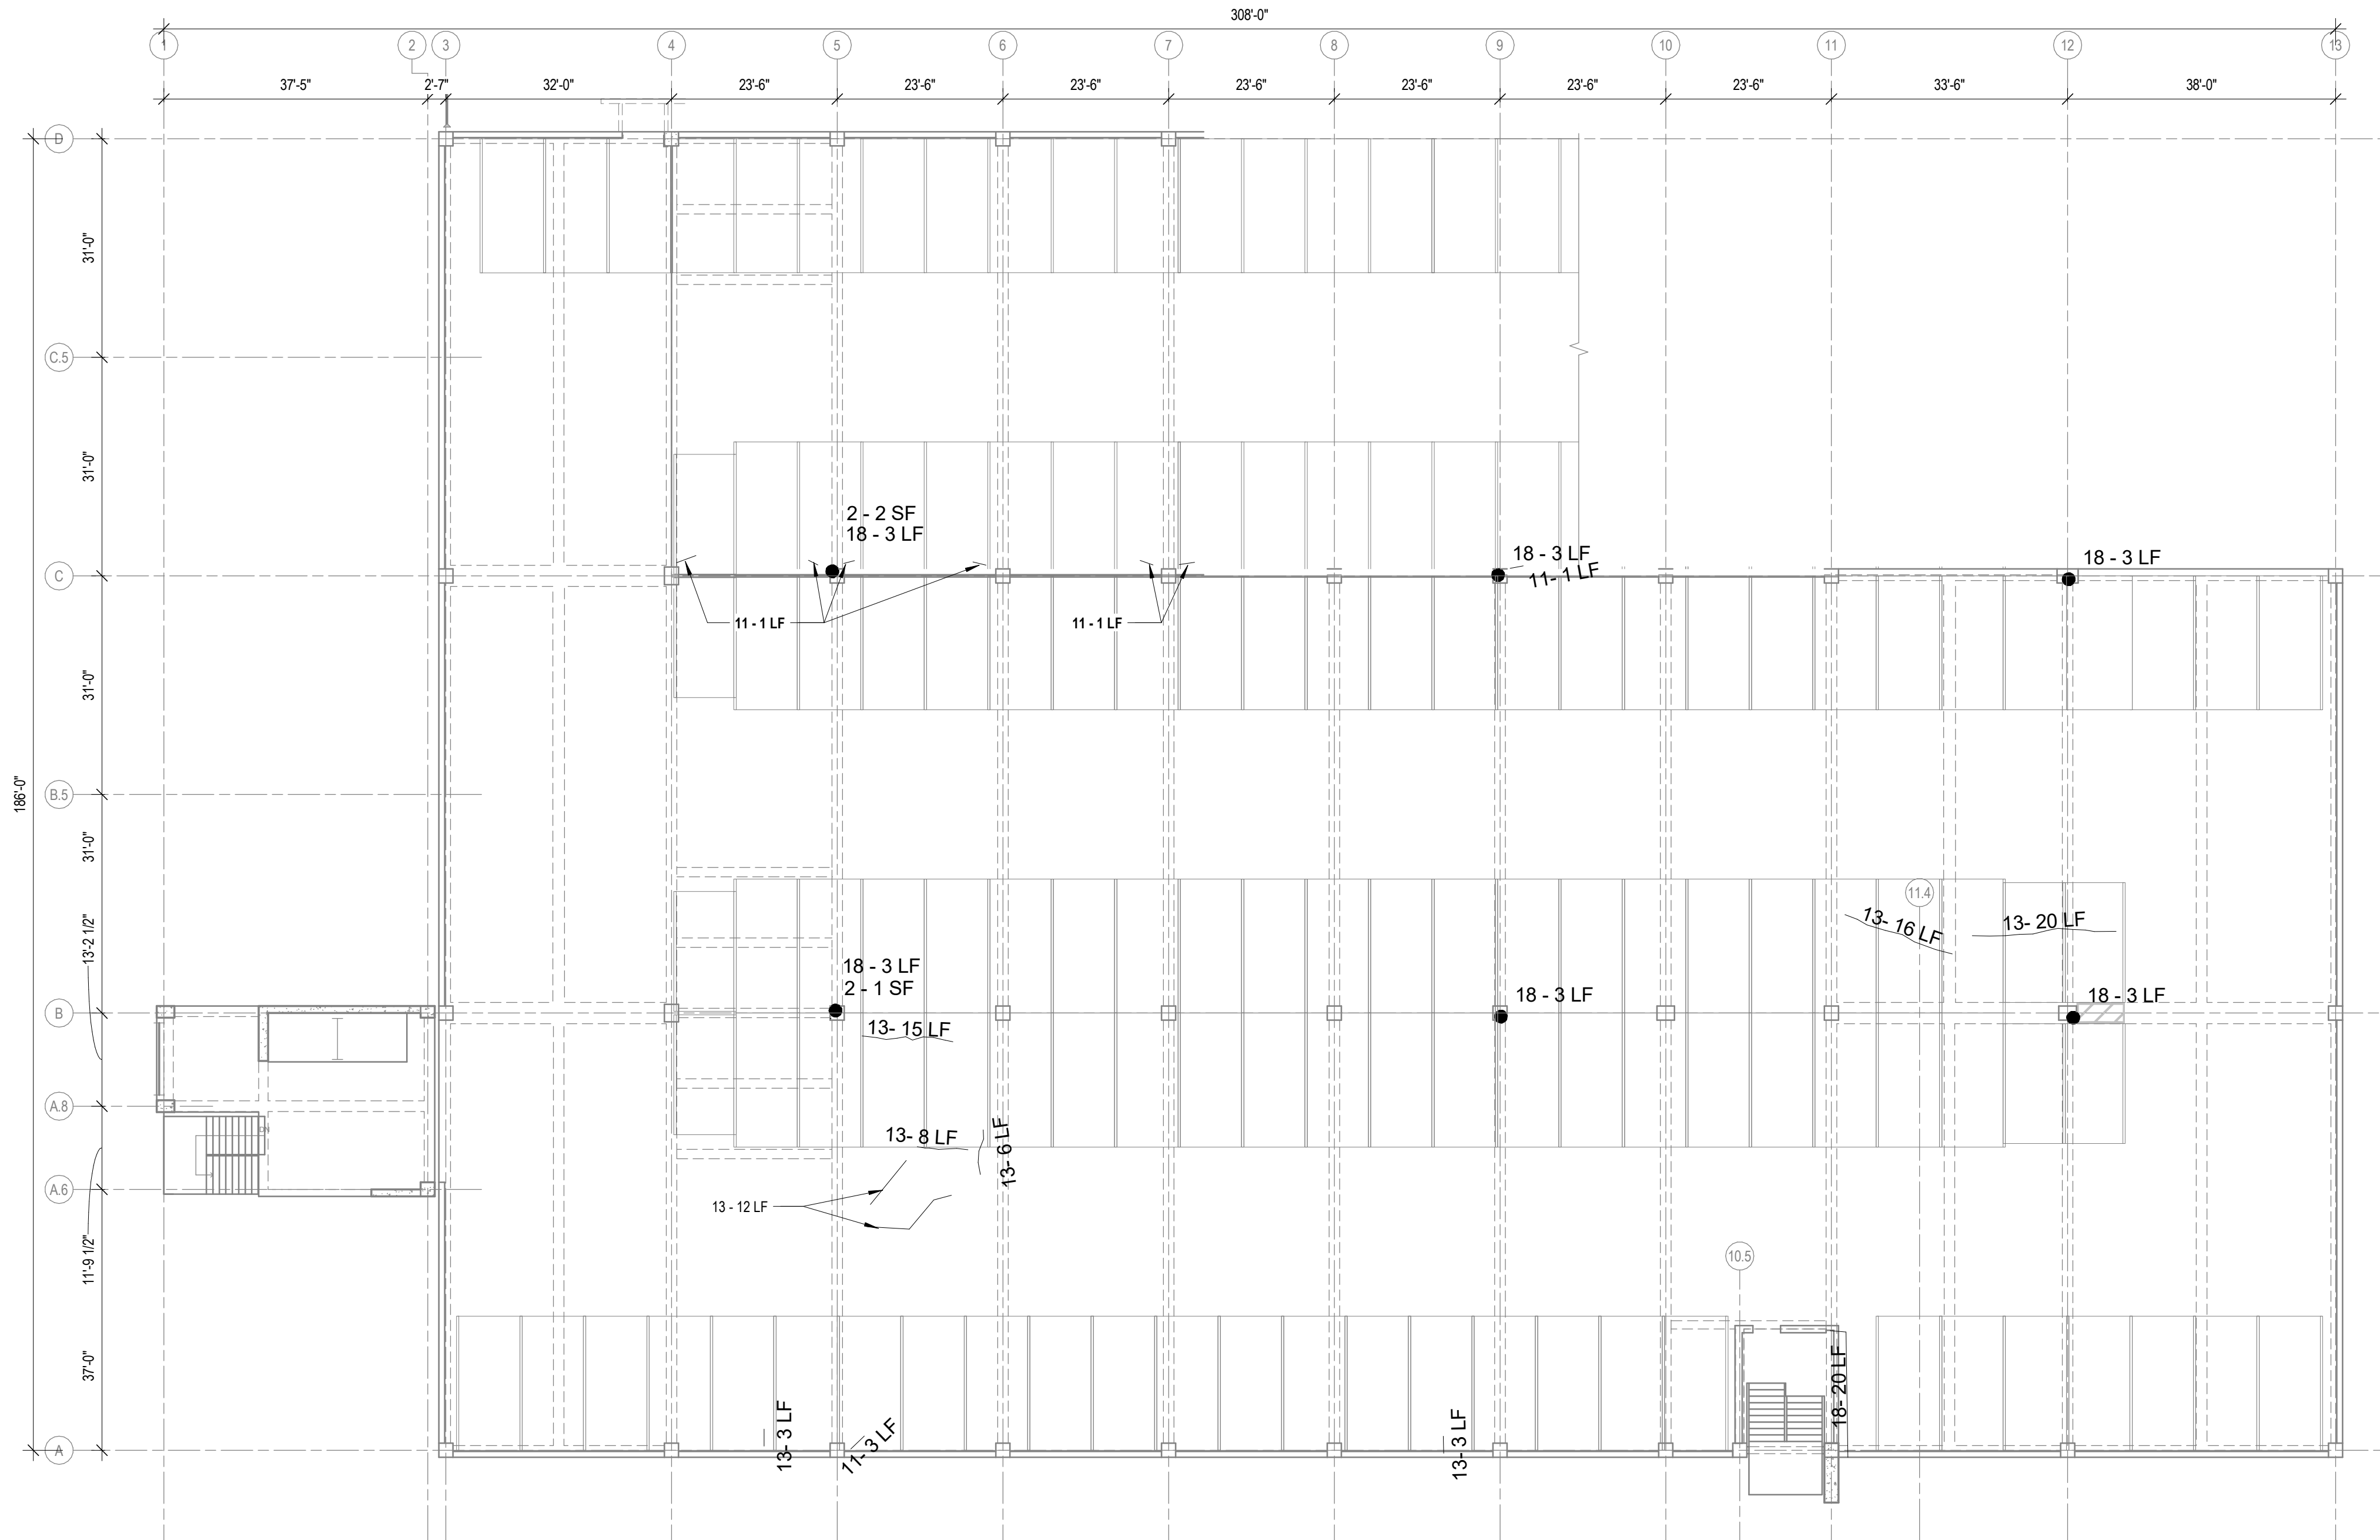 308'-0"
1 2 3 4 5 6 7 8 9 10 11 12 13
37'-5" 2'-7" 32'-0" 23'-6" 23'-6" 23'-6" 23'-6" 23'-6" 23'-6" 23'-6" 33'-6" 38'-0"
D
31'-0"
C.5
31'-0"
2 - 2 SF
18 - 3 LF
18 - 3 LF
11- 1 LF
18 - 3 LF
C
11 - 1 LF
11 - 1 LF
31'-0"
186'-0"
B.5
31'-0"
11.4
13- 16 LF
13- 20 LF
13'-2 1/2"
18 - 3 LF
2 - 1 SF
18 - 3 LF
18 - 3 LF
B
13- 15 LF
A.8
DN
13- 8 LF
13- 6 LF
A.6
13 - 12 LF
11'-9 1/2"
10.5
37'-0"
13- 3 LF
11- 3 LF
13- 3 LF
18- 20 LF
A